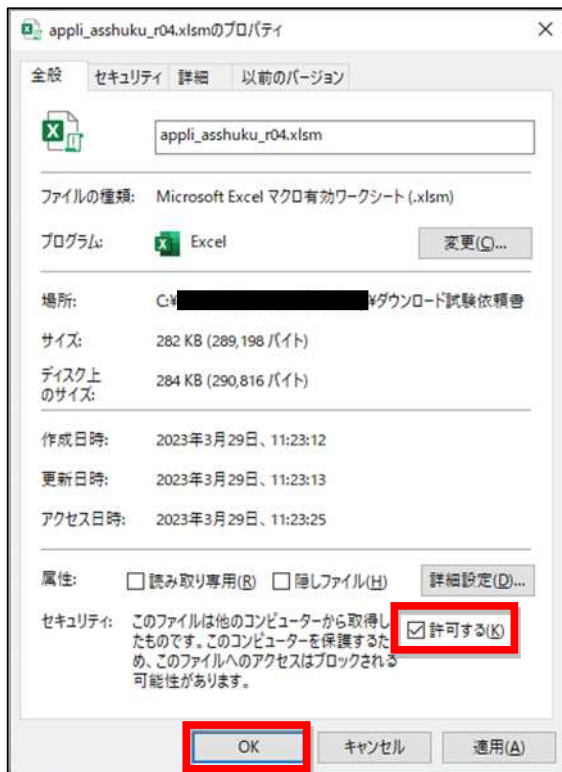 appli_asshuku_r04.xlsmのプロパティ
全般 セキュリティ 詳細 以前のバージョン
appli_asshuku_r04.xlsm
ファイルの種類: Microsoft Excel マクロ有効ワークシート (.xlsm)
プログラム: Excel 変更(C)...
場所: C:¥ ¥ダウンロード試験依頼書
サイズ: 282 KB (289,198 バイト)
ディスク上
のサイズ: 284 KB (290,816 バイト)
作成日時: 2023年3月29日、11:23:12
更新日時: 2023年3月29日、11:23:13
アクセス日時: 2023年3月29日、11:23:25
属性: 読み取り専用(R) 隠しファイル(H) 詳細設定(D)...
セキュリティ: このファイルは他のコンピューターから取得し 許可する(K)
たものです。このコンピューターを保護するた
め、このファイルへのアクセスはブロックされる
可能性があります。
OK キャンセル 適用(A)